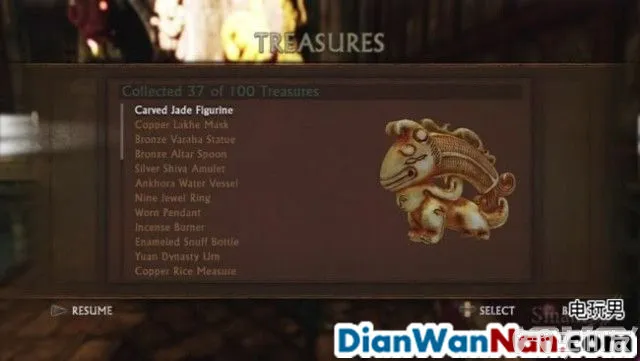 TREASURES
Collected 37 of 100 Treasures
Carved Jade Figurine
Copper Lakhe Mask
Bronze Varaha Statue
Bronze Altar Spoon
Silver Shiva Amulet
Ankhora Water Vessel
Nine Jewel Ring
Worn Pendant
Incense Burner
Enameled Snuff Bottle
Yuan Dynasty Urn
Copper Rice Measure
RESUME
SELECT
电玩男
DianWanNan.com